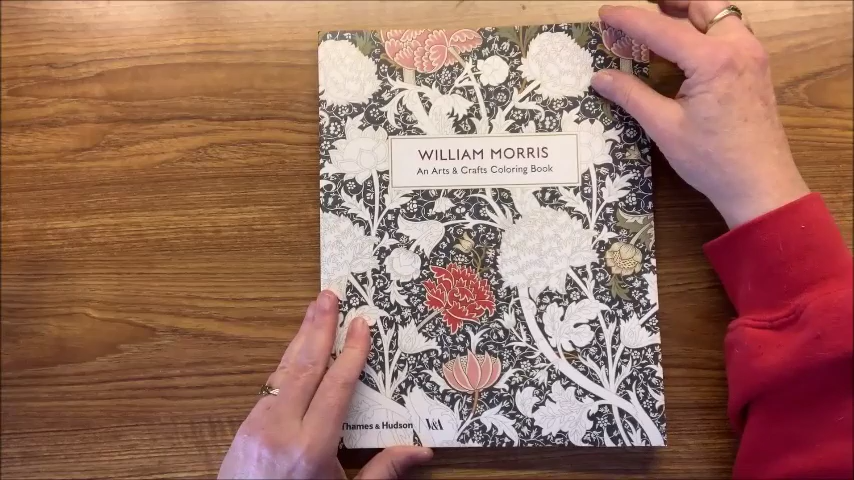 WILLIAM MORRIS
An Arts & Crafts Coloring Book
Thames & Hudson V&A